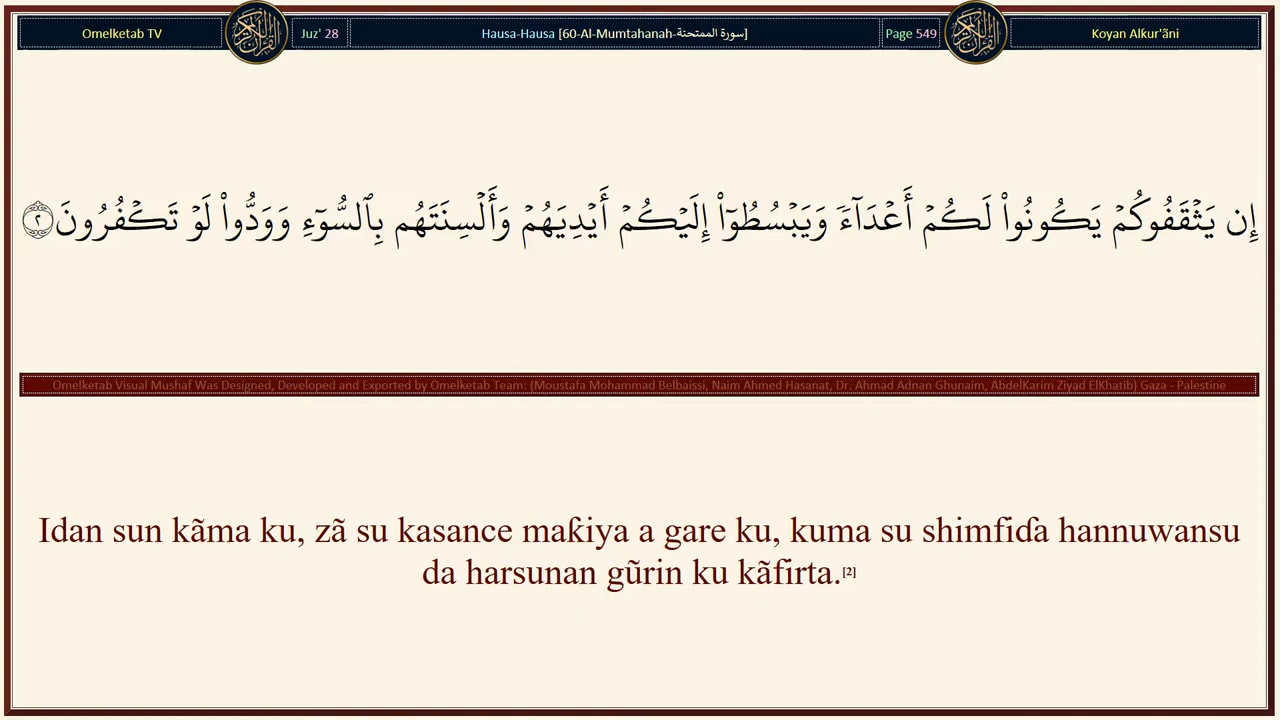 Omelketab TV
Juz' 28
Hausa-Hausa [60-Al-Mumtahanah-سورة الممتحنة]
Page 549
Koyan Alƙur'ãni
إِن يَثۡقَفُوكُمۡ يَكُونُواْ لَكُمۡ أَعۡدَآءٗ وَيَبۡسُطُوٓاْ إِلَيۡكُمۡ أَيۡدِيَهُمۡ وَأَلۡسِنَتَهُم بِٱلسُّوٓءِ وَوَدُّواْ لَوۡ تَكۡفُرُونَ ٢
Omelketab Visual Mushaf Was Designed, Developed and Exported by Omelketab Team: (Moustafa Mohammad Belbaissi, Naim Ahmed Hasanat, Dr. Ahmad Adnan Ghunaim, AbdelKarim Ziyad ElKhatib) Gaza - Palestine
Idan sun kãma ku, zã su kasance maƙiya a gare ku, kuma su shimfiɗa hannuwansu
da harsunan gũrin ku kãfirta.[2]